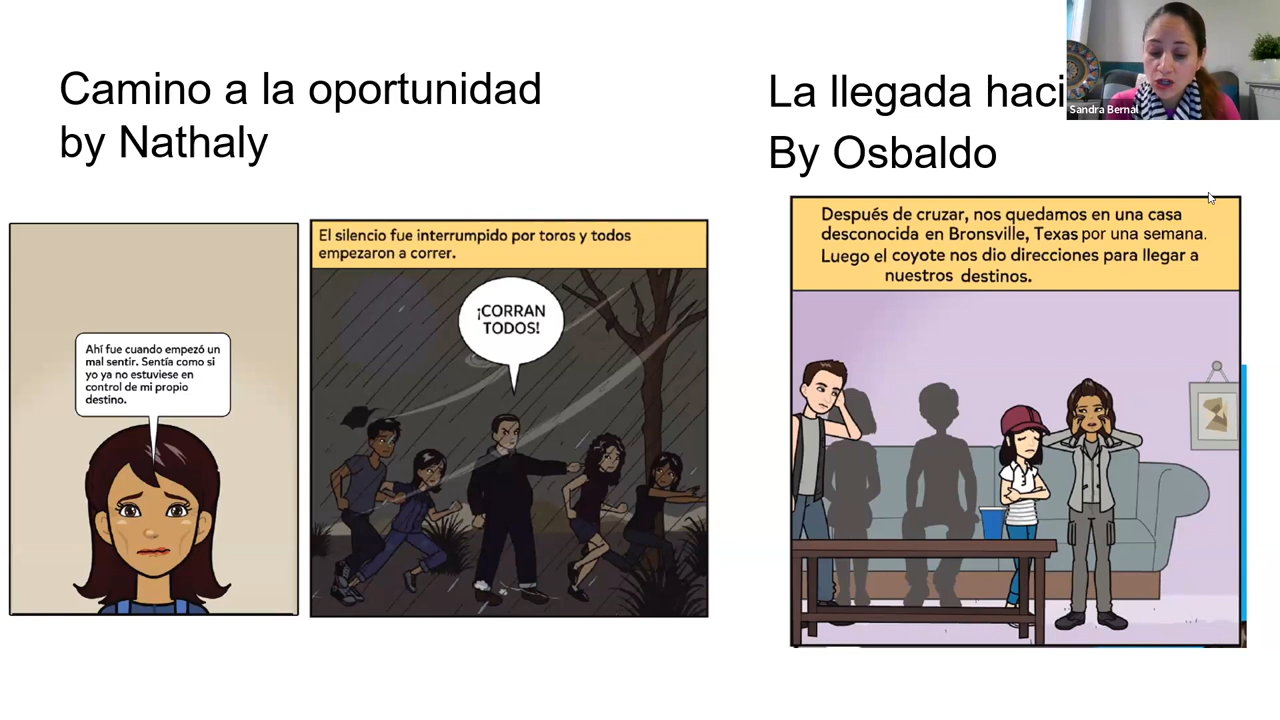 Camino a la oportunidad
by Nathaly
La llegada haci
By Osbaldo
Sandra Bernal
Ahí fue cuando empezó un
mal sentir. Sentía como si
yo ya no estuviese en
control de mi propio
destino.
El silencio fue interrumpido por toros y todos
empezaron a correr.
¡CORRAN
TODOS!
Después de cruzar, nos quedamos en una casa
desconocida en Bronsville, Texas por una semana.
Luego el coyote nos dio direcciones para llegar a
nuestros destinos.